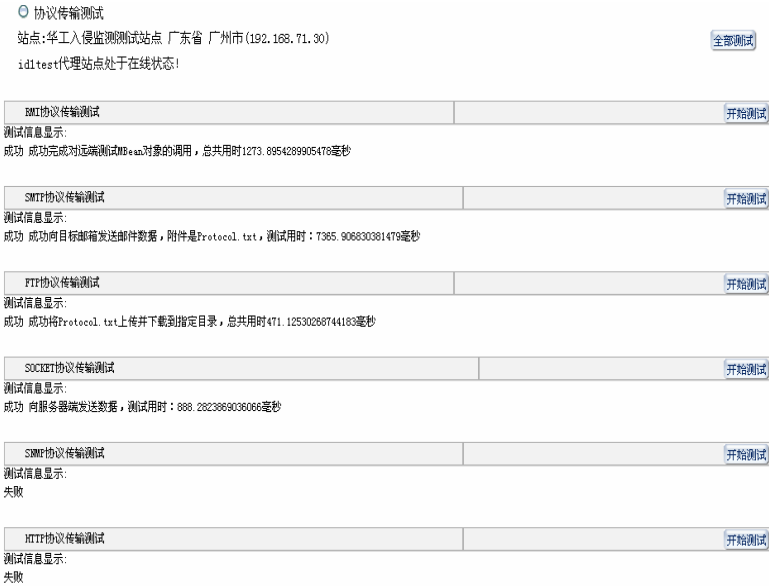 协议传输测试
站点:华工入侵监测测试站点 广东省 广州市(192.168.71.30)
全部测试
id1test代理站点处于在线状态!
RMI协议传输测试 开始测试
测试信息显示:
成功 成功完成对远端测试MBean对象的调用，总共用时1273.8954289905478毫秒
SMTP协议传输测试 开始测试
测试信息显示:
成功 成功向目标邮箱发送邮件数据，附件是Protocol.txt，测试用时：7365.906830381479毫秒
FTP协议传输测试 开始测试
测试信息显示:
成功 成功将Protocol.txt上传并下载到指定目录，总共用时471.12530268744183毫秒
SOCKET协议传输测试 开始测试
测试信息显示:
成功 向服务器端发送数据，测试用时：888.2823869036066毫秒
SNMP协议传输测试 开始测试
测试信息显示:
失败
HTTP协议传输测试 开始测试
测试信息显示:
失败